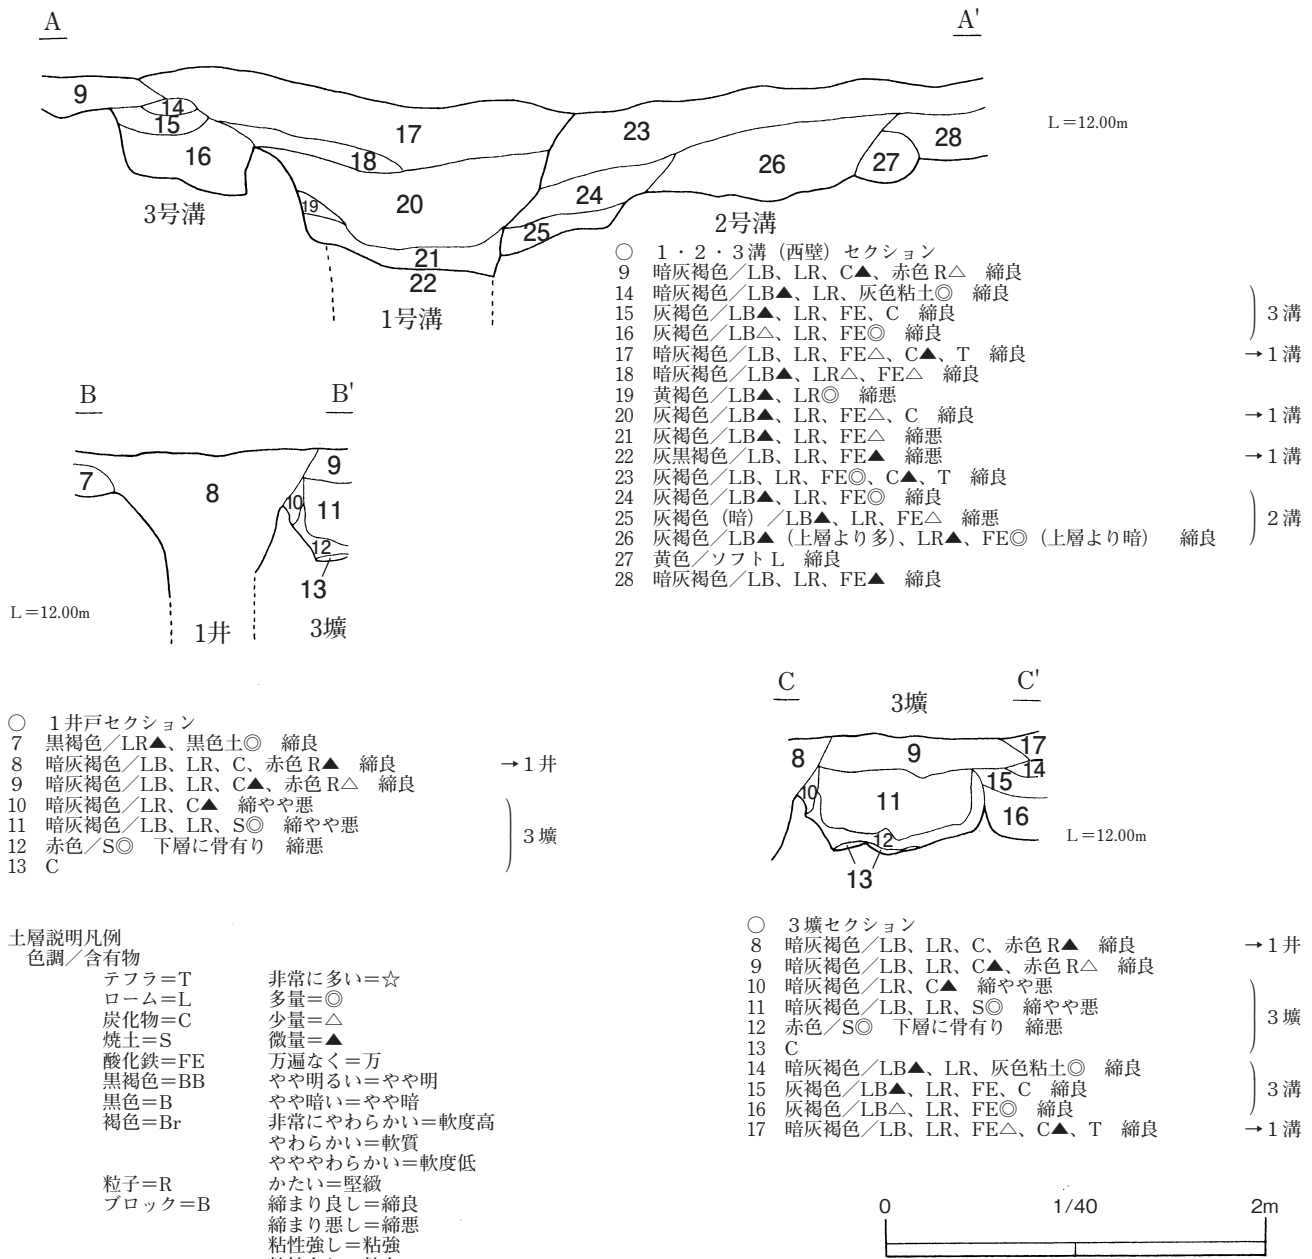 A
A'
9
14
15
16
17
18
19
20
21
22
23
24
25
26
27
28
L＝12.00m
3号溝
2号溝
1号溝
○　1・2・3溝（西壁）セクション
9　暗灰褐色／LB、LR、C▲、赤色R△　締良
14　暗灰褐色／LB▲、LR、灰色粘土◎　締良
15　灰褐色／LB▲、LR、FE、C　締良
16　灰褐色／LB△、LR、FE◎　締良
3溝
17　暗灰褐色／LB、LR、FE△、C▲、T　締良　→1溝
18　暗灰褐色／LB▲、LR△、FE△　締良
19　黄褐色／LB▲、LR◎　締悪
20　灰褐色／LB▲、LR、FE△、C　締良　→1溝
21　灰褐色／LB▲、LR、FE△　締悪
22　灰黒褐色／LB、LR、FE▲　締悪　→1溝
23　灰褐色／LB、LR、FE◎、C▲、T　締良
24　灰褐色／LB▲、LR、FE◎　締良
25　灰褐色（暗）／LB▲、LR、FE△　締悪
26　灰褐色／LB▲（上層より多）、LR▲、FE◎（上層より暗）　締良
2溝
27　黄色／ソフトL　締良
28　暗灰褐色／LB、LR、FE▲　締良
B
B'
7
8
9
10
11
12
13
L＝12.00m
1井
3壙
○　1井戸セクション
7　黒褐色／LR▲、黒色土◎　締良
8　暗灰褐色／LB、LR、C、赤色R▲　締良　→1井
9　暗灰褐色／LB、LR、C▲、赤色R△　締良
10　暗灰褐色／LR、C▲　締やや悪
11　暗灰褐色／LB、LR、S◎　締やや悪
12　赤色／S◎　下層に骨有り　締悪
13　C
3壙
C
3壙
C'
8
9
10
11
12
13
14
15
16
17
L＝12.00m
○　3壙セクション
8　暗灰褐色／LB、LR、C、赤色R▲　締良　→1井
9　暗灰褐色／LB、LR、C▲、赤色R△　締良
10　暗灰褐色／LR、C▲　締やや悪
11　暗灰褐色／LB、LR、S◎　締やや悪
12　赤色／S◎　下層に骨有り　締悪
13　C
3壙
14　暗灰褐色／LB▲、LR、灰色粘土◎　締良
15　灰褐色／LB▲、LR、FE、C　締良
16　灰褐色／LB△、LR、FE◎　締良
3溝
17　暗灰褐色／LB、LR、FE△、C▲、T　締良　→1溝
土層説明凡例
色調／含有物
テフラ＝T　非常に多い＝☆
ローム＝L　多量＝◎
炭化物＝C　少量＝△
焼土＝S　微量＝▲
酸化鉄＝FE　万遍なく＝万
黒褐色＝BB　やや明るい＝やや明
黒色＝B　やや暗い＝やや暗
褐色＝Br　非常にやわらかい＝軟度高
やわらかい＝軟質
やややわらかい＝軟度低
粒子＝R　かたい＝堅緻
ブロック＝B　締まり良し＝締良
締まり悪し＝締悪
粘性強し＝粘強
0　1/40　2m